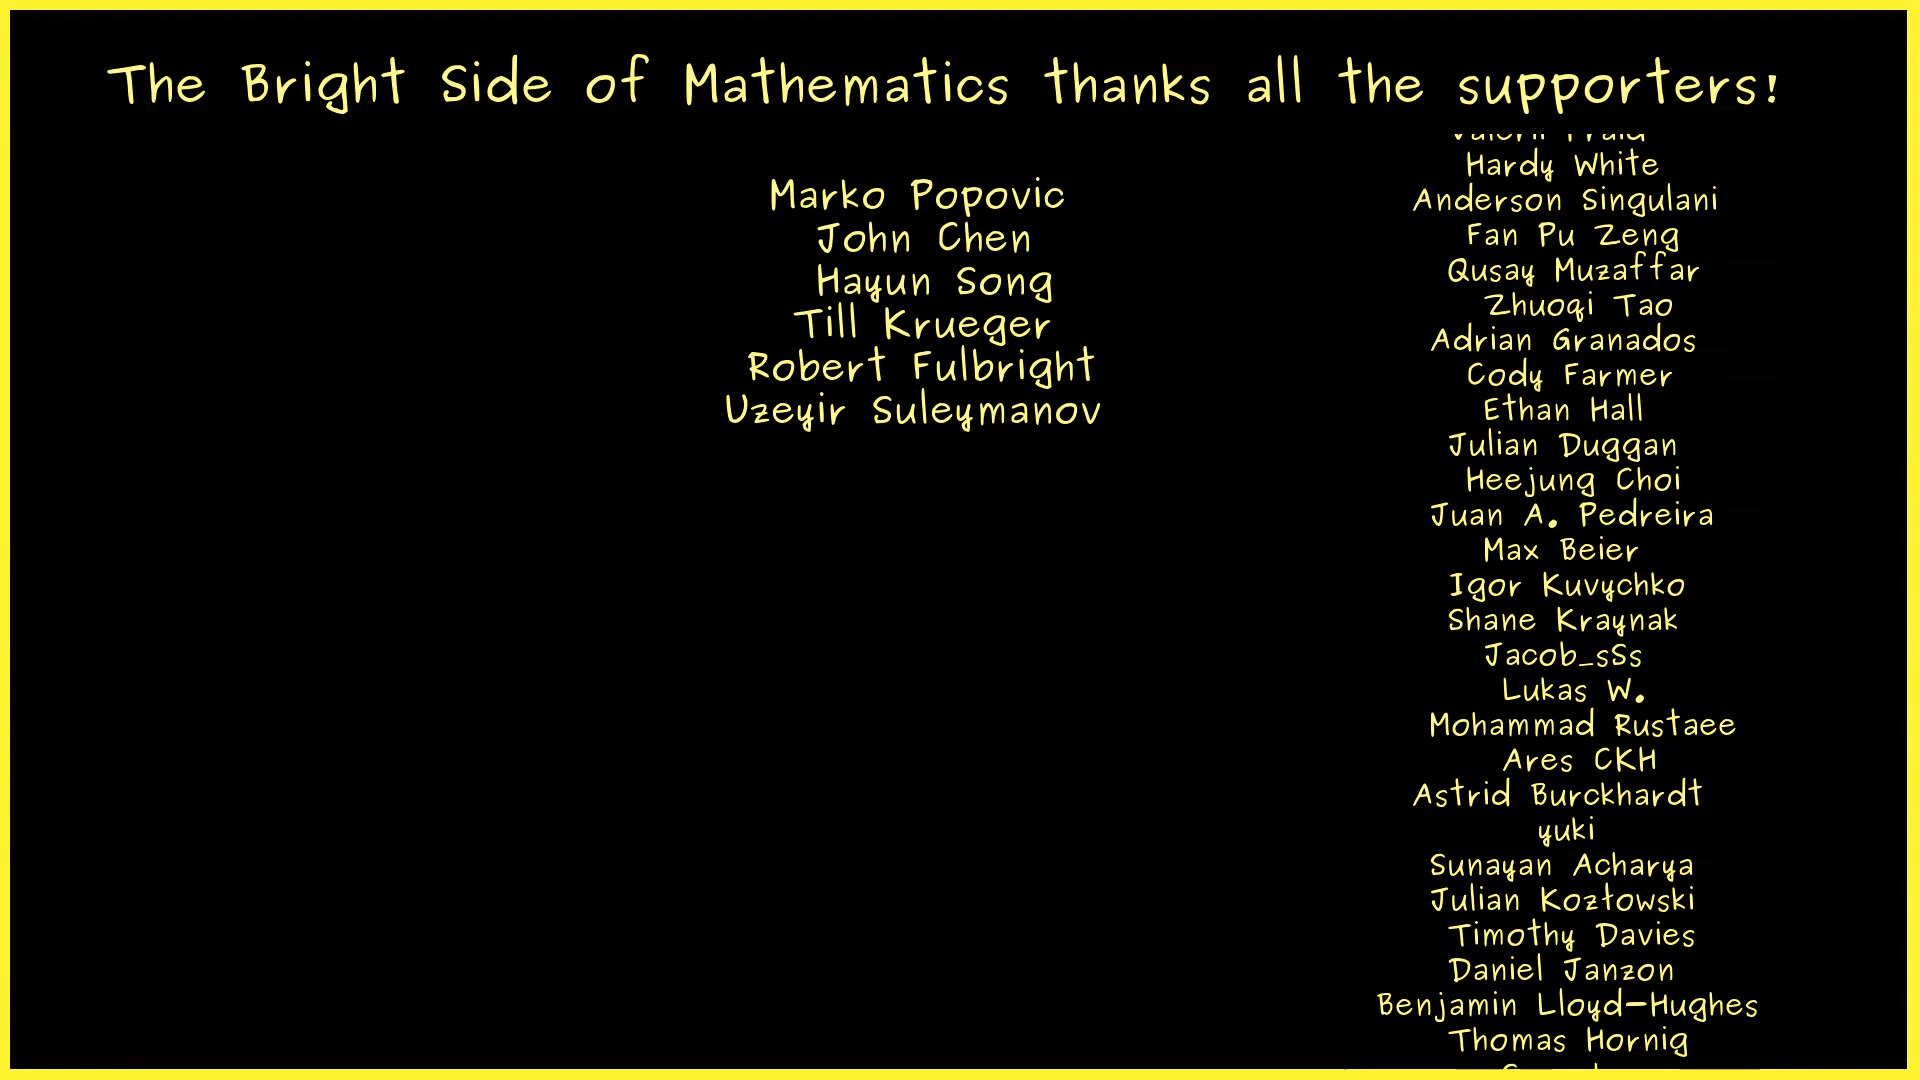 The Bright Side of Mathematics thanks all the supporters!
Marko Popovic
John Chen
Hayun Song
Till Krueger
Robert Fulbright
Uzeyir Suleymanov
Hardy White
Anderson Singulani
Fan Pu Zeng
Qusay Muzaffar
Zhuoqi Tao
Adrian Granados
Cody Farmer
Ethan Hall
Julian Duggan
Heejung Choi
Juan A. Pedreira
Max Beier
Igor Kuvychko
Shane Kraynak
Jacob_sSs
Lukas W.
Mohammad Rustaee
Ares CKH
Astrid Burckhardt
yuki
Sunayan Acharya
Julian Kozłowski
Timothy Davies
Daniel Janzon
Benjamin Lloyd-Hughes
Thomas Hornig